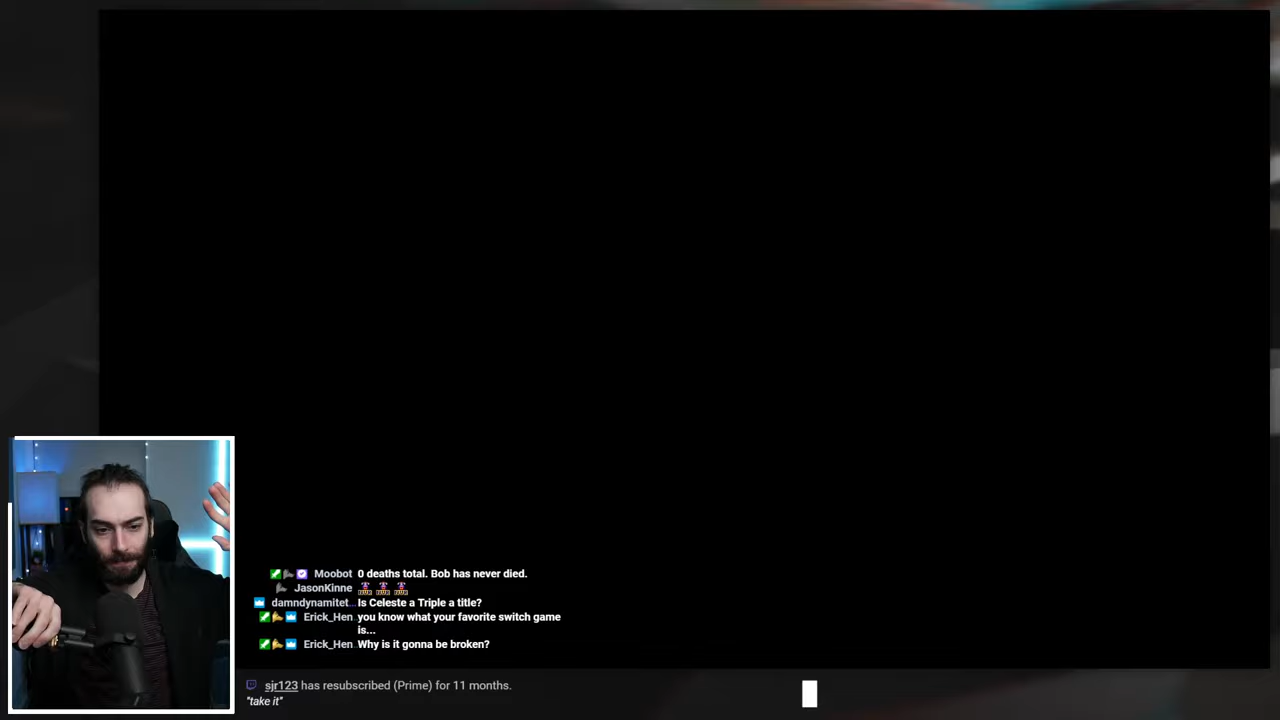 Moobot 0 deaths total. Bob has never died.
JasonKinne
damndynamitet... Is Celeste a Triple a title?
Erick_Hen you know what your favorite switch game
is...
Erick_Hen Why is it gonna be broken?
sjr123 has resubscribed (Prime) for 11 months.
"take it"